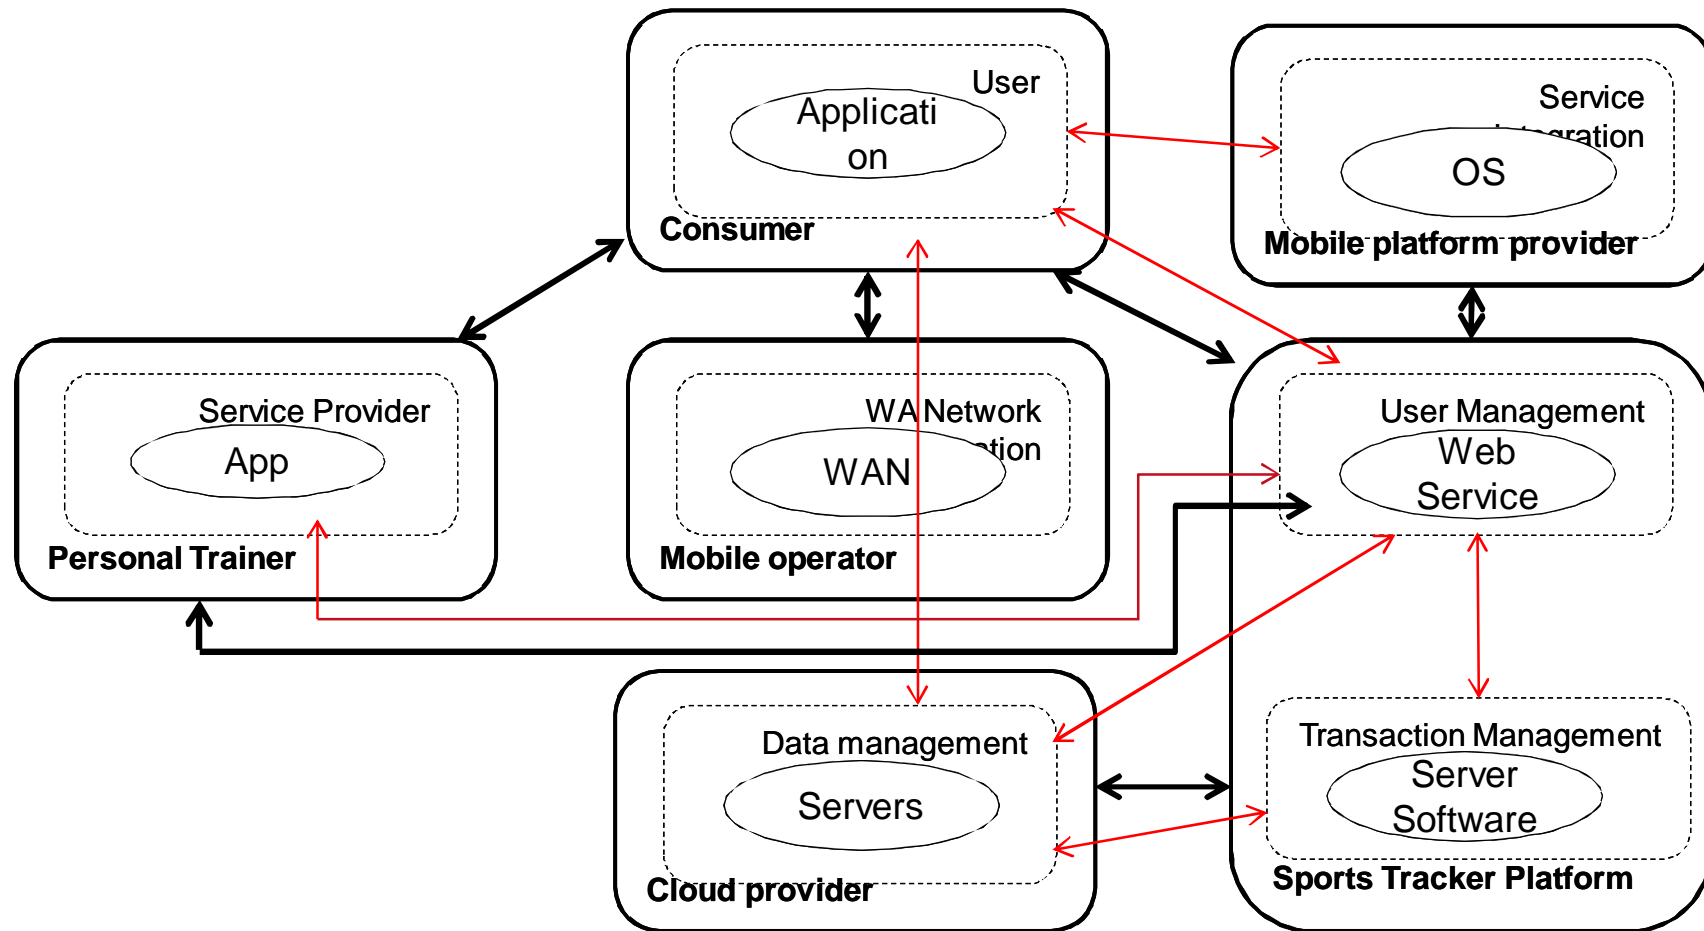 User
Applicati
on
Consumer
Service
OS
Mobile platform provider
Service Provider
App
Personal Trainer
WA Network
WAN
Mobile operator
User Management
Web
Service
Data management
Servers
Cloud provider
Transaction Management
Server
Software
Sports Tracker Platform